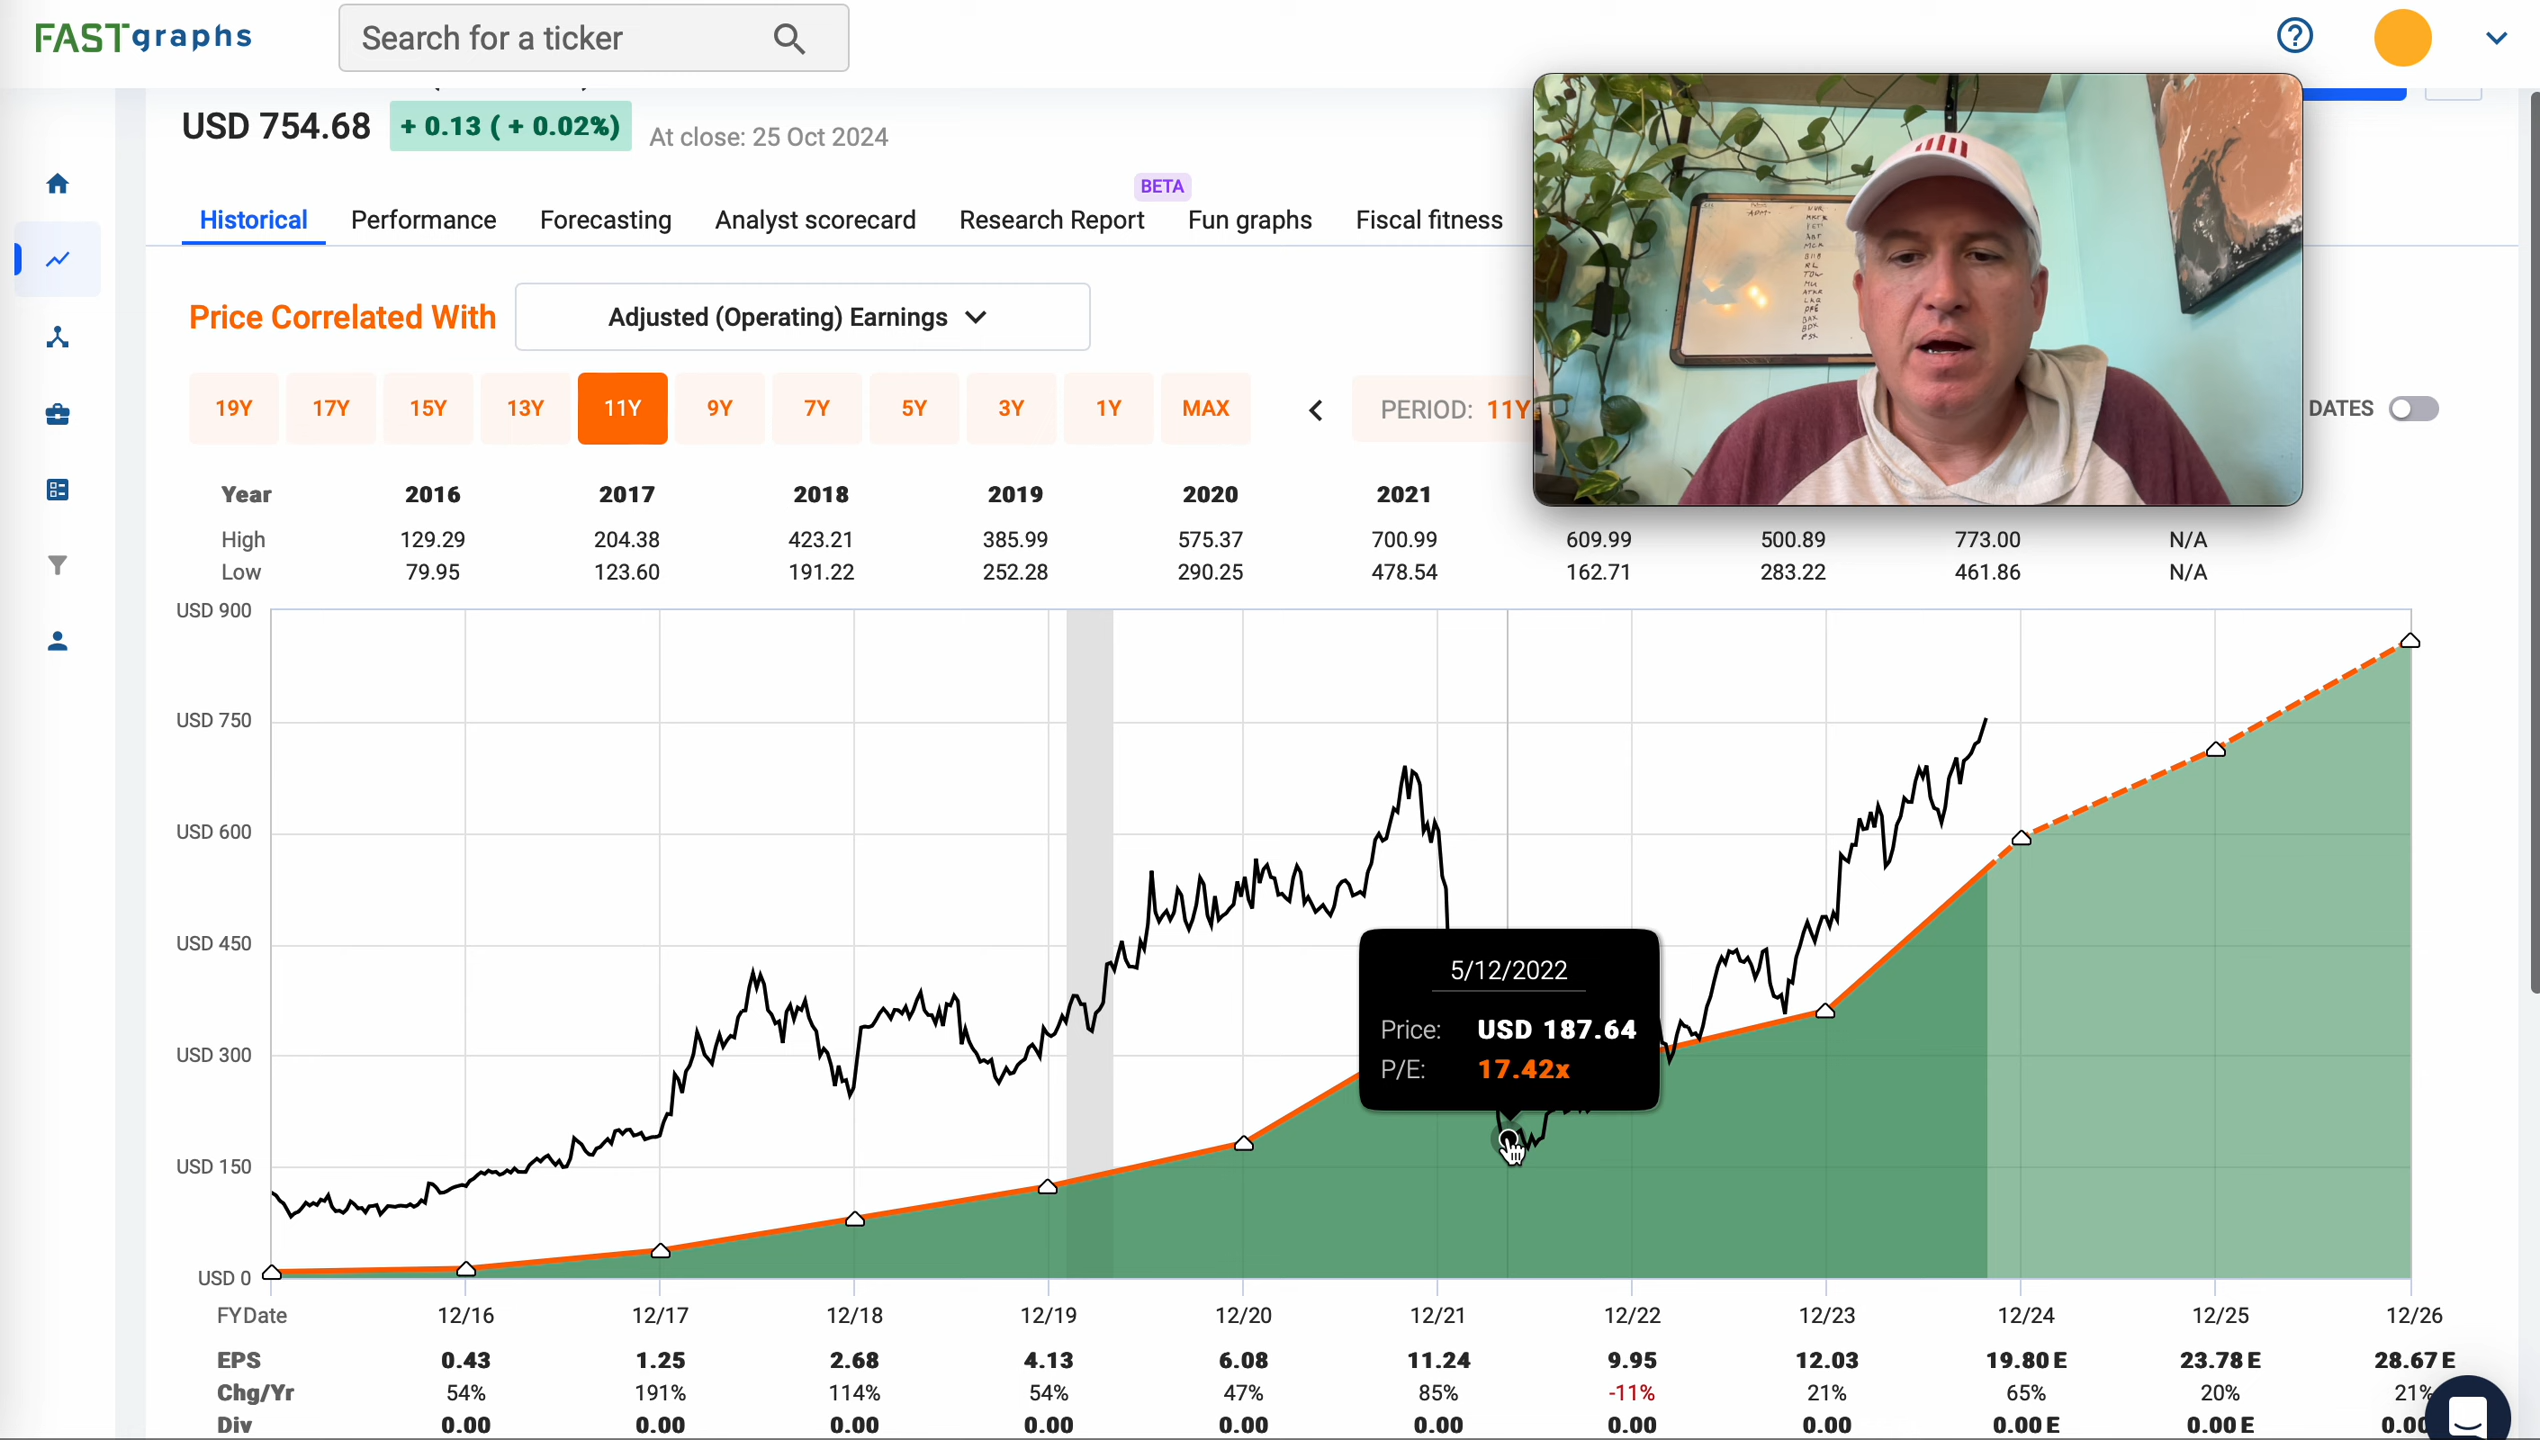 FASTgraphs
Search for a ticker
USD 754.68 + 0.13 ( + 0.02%) At close: 25 Oct 2024
BETA
Historical Performance Forecasting Analyst scorecard Research Report Fun graphs Fiscal fitness
Price Correlated With Adjusted (Operating) Earnings
19Y 17Y 15Y 13Y 11Y 9Y 7Y 5Y 3Y 1Y MAX PERIOD: 11Y DATES
Year 2016 2017 2018 2019 2020 2021
High 129.29 204.38 423.21 385.99 575.37 700.99 609.99 500.89 773.00 N/A
Low 79.95 123.60 191.22 252.28 290.25 478.54 162.71 283.22 461.86 N/A
USD 900
USD 750
USD 600
USD 450
USD 300
USD 150
USD 0
5/12/2022
Price: USD 187.64
P/E: 17.42x
FYDate 12/16 12/17 12/18 12/19 12/20 12/21 12/22 12/23 12/24 12/25 12/26
EPS 0.43 1.25 2.68 4.13 6.08 11.24 9.95 12.03 19.80E 23.78E 28.67E
Chg/Yr 54% 191% 114% 54% 47% 85% -11% 21% 65% 20% 21%
Div 0.00 0.00 0.00 0.00 0.00 0.00 0.00 0.00 0.00E 0.00E 0.00